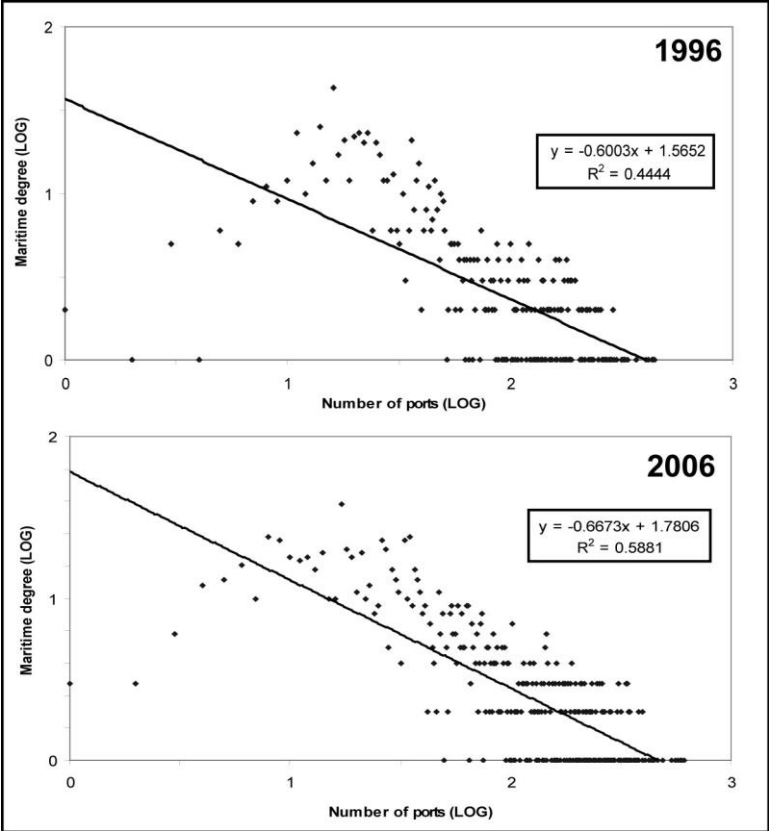 2
1996
Maritime degree (LOG)
y = -0.6003x + 1.5652
R² = 0.4444
1
0
0 1 2 3
Number of ports (LOG)
2
2006
Maritime degree (LOG)
y = -0.6673x + 1.7806
R² = 0.5881
1
0
0 1 2 3
Number of ports (LOG)